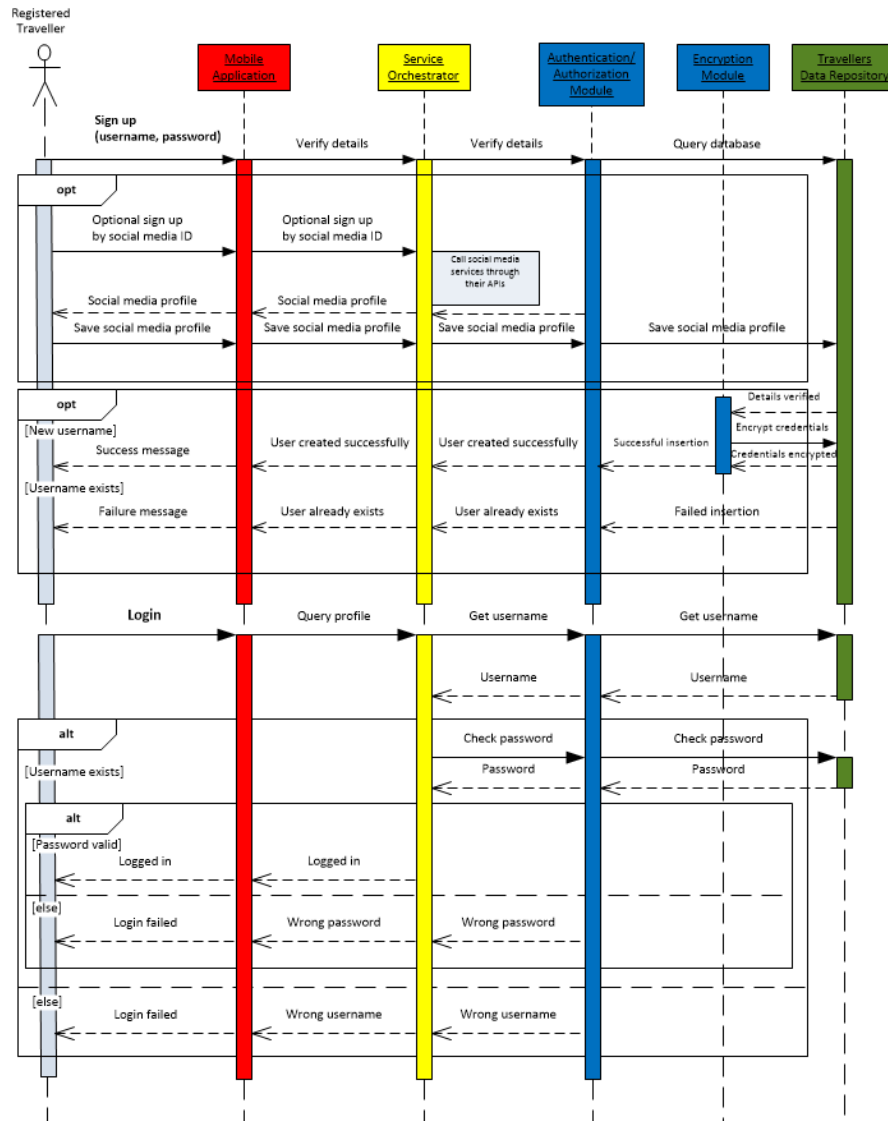 Registered
Traveller
Mobile
Application
Service
Orchestrator
Authentication/
Authorization
Module
Encryption
Module
Travellers
Data Repository
Sign up
(username, password)
Verify details
Verify details
Query database
opt
Optional sign up
by social media ID
Optional sign up
by social media ID
Call social media
services through
their APIs
Social media profile
Social media profile
Save social media profile
Save social media profile
Save social media profile
Save social media profile
opt
Details verified
[New username]
Encrypt credentials
Success message
User created successfully
User created successfully
Successful insertion
Credentials encrypted
[Username exists]
Failure message
User already exists
User already exists
Failed insertion
Login
Query profile
Get username
Get username
Username
Username
alt
Check password
Check password
[Username exists]
Password
Password
alt
[Password valid]
Logged in
Logged in
[else]
Login failed
Wrong password
Wrong password
[else]
Login failed
Wrong username
Wrong username